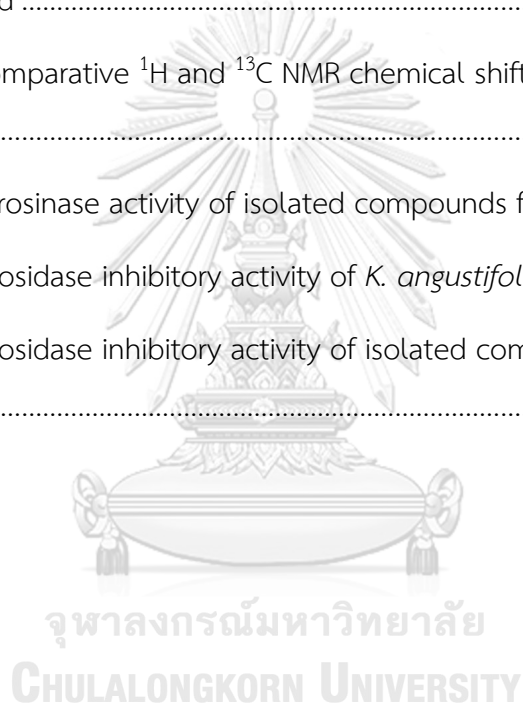 d ..........................................................................................
omparative ¹H and ¹³C NMR chemical shift
..........................................................................................
rosinase activity of isolated compounds f
osidase inhibitory activity of K. angustifol
osidase inhibitory activity of isolated com
..........................................................................................
จุฬาลงกรณ์มหาวิทยาลัย
CHULALONGKORN UNIVERSITY